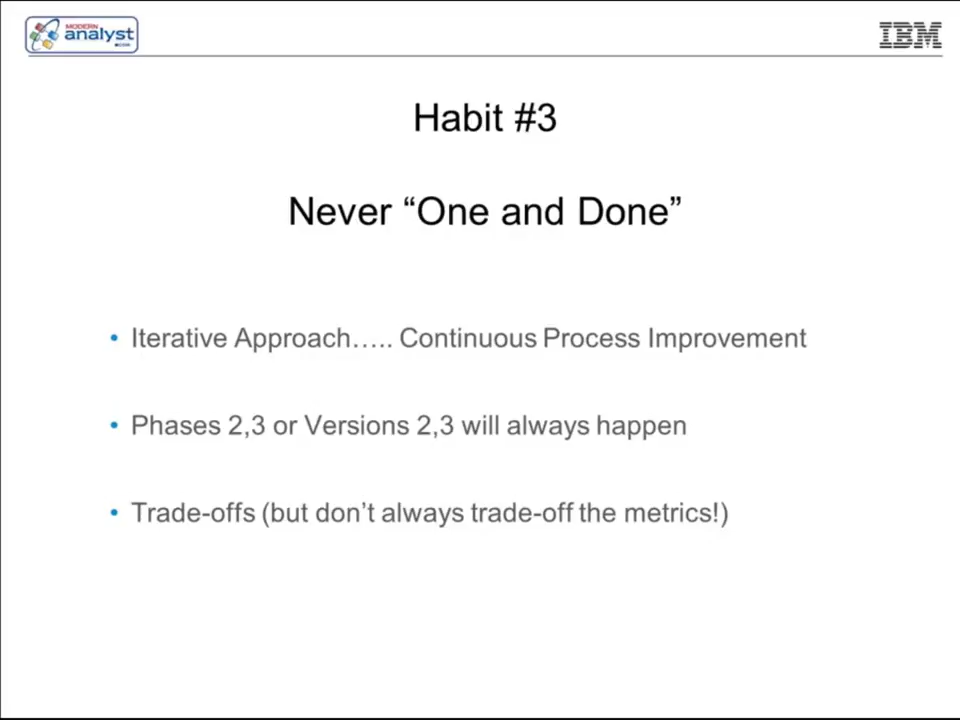 MODERN
analyst
.COM
IBM
Habit #3
Never “One and Done”
• Iterative Approach….. Continuous Process Improvement
• Phases 2,3 or Versions 2,3 will always happen
• Trade-offs (but don’t always trade-off the metrics!)